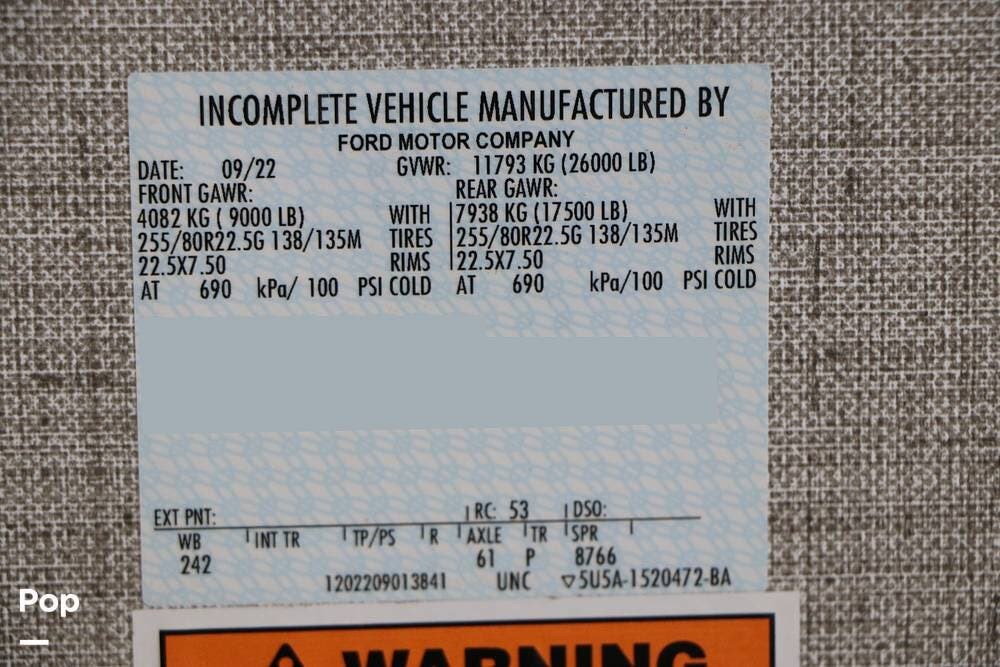 INCOMPLETE VEHICLE MANUFACTURED BY
FORD MOTOR COMPANY
DATE: 09/22 GVWR: 11793 KG (26000 LB)
FRONT GAWR: REAR GAWR:
4082 KG ( 9000 LB) WITH 7938 KG (17500 LB) WITH
255/80R22.5G 138/135M TIRES 255/80R22.5G 138/135M TIRES
22.5X7.50 RIMS 22.5X7.50 RIMS
AT 690 kPa/ 100 PSI COLD AT 690 kPa/100 PSI COLD
EXT PNT: RC: 53 DSO:
WB INT TR TP/PS R AXLE TR SPR
242 61 P 8766
1202209013841 UNC ▽5U5A-1520472-BA
Pop
WARNING